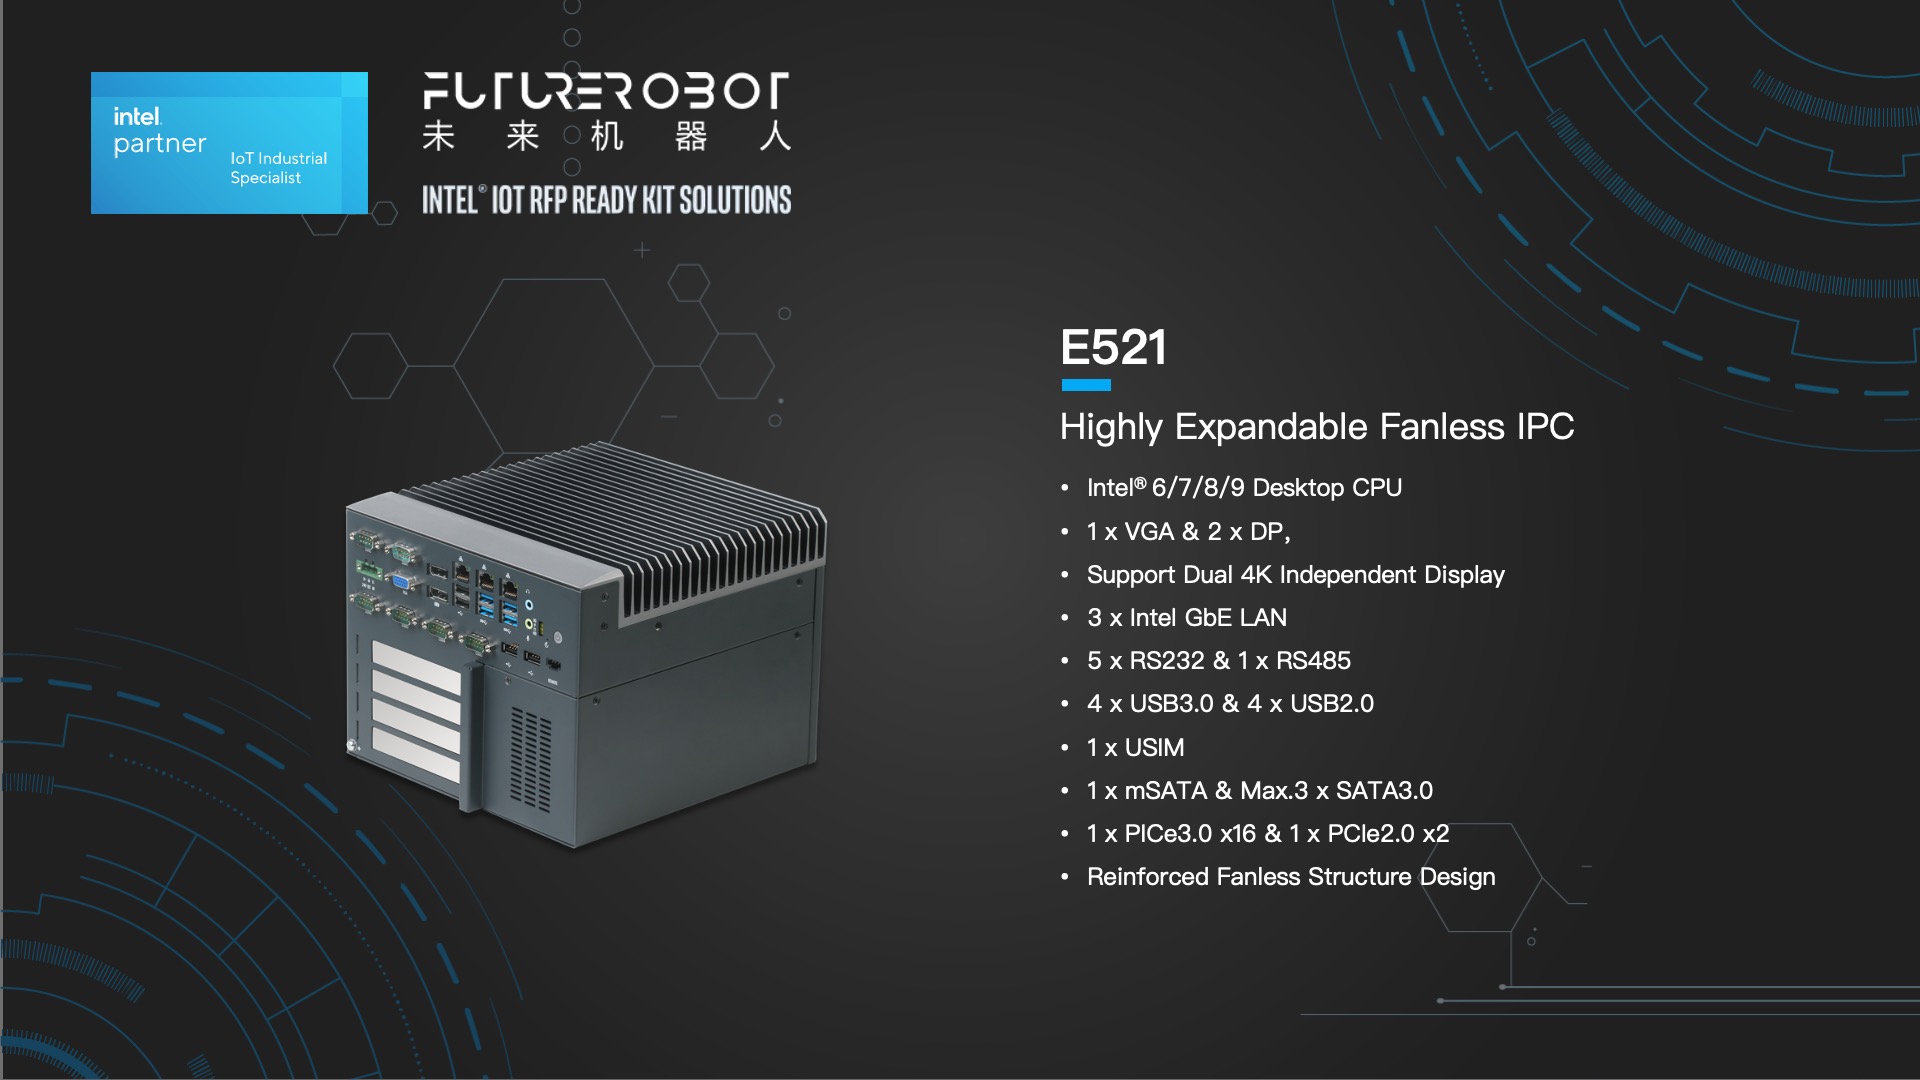 intel.
partner
IoT Industrial
Specialist
FUTUREROBOT
未来机器人
INTEL® IOT RFP READY KIT SOLUTIONS
E521
Highly Expandable Fanless IPC
• Intel® 6/7/8/9 Desktop CPU
• 1 x VGA & 2 x DP，
• Support Dual 4K Independent Display
• 3 x Intel GbE LAN
• 5 x RS232 & 1 x RS485
• 4 x USB3.0 & 4 x USB2.0
• 1 x USIM
• 1 x mSATA & Max.3 x SATA3.0
• 1 x PICe3.0 x16 & 1 x PCIe2.0 x2
• Reinforced Fanless Structure Design